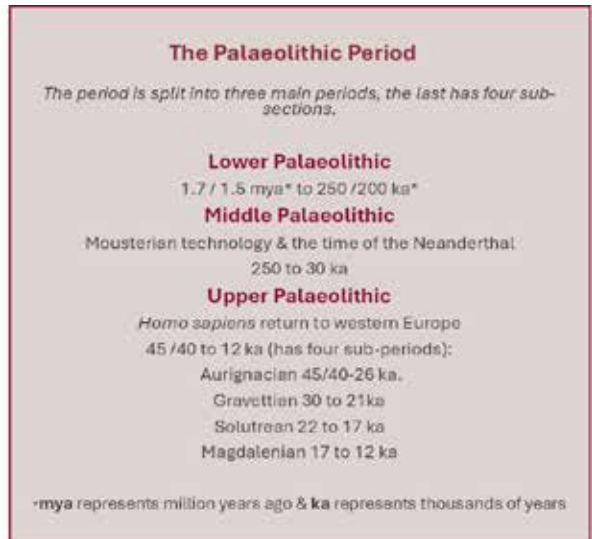 The Palaeolithic Period
The period is split into three main periods, the last has four sub-
sections.
Lower Palaeolithic
1.7 / 1.5 mya* to 250 /200 ka*
Middle Palaeolithic
Mousterian technology & the time of the Neanderthal
250 to 30 ka
Upper Palaeolithic
Homo sapiens return to western Europe
45 /40 to 12 ka (has four sub-periods):
Aurignacian 45/40-26 ka.
Gravettien 30 to 21ka
Solutrean 22 to 17 ka
Magdalenian 17 to 12 ka
*mya represents million years ago & ka represents thousands of years